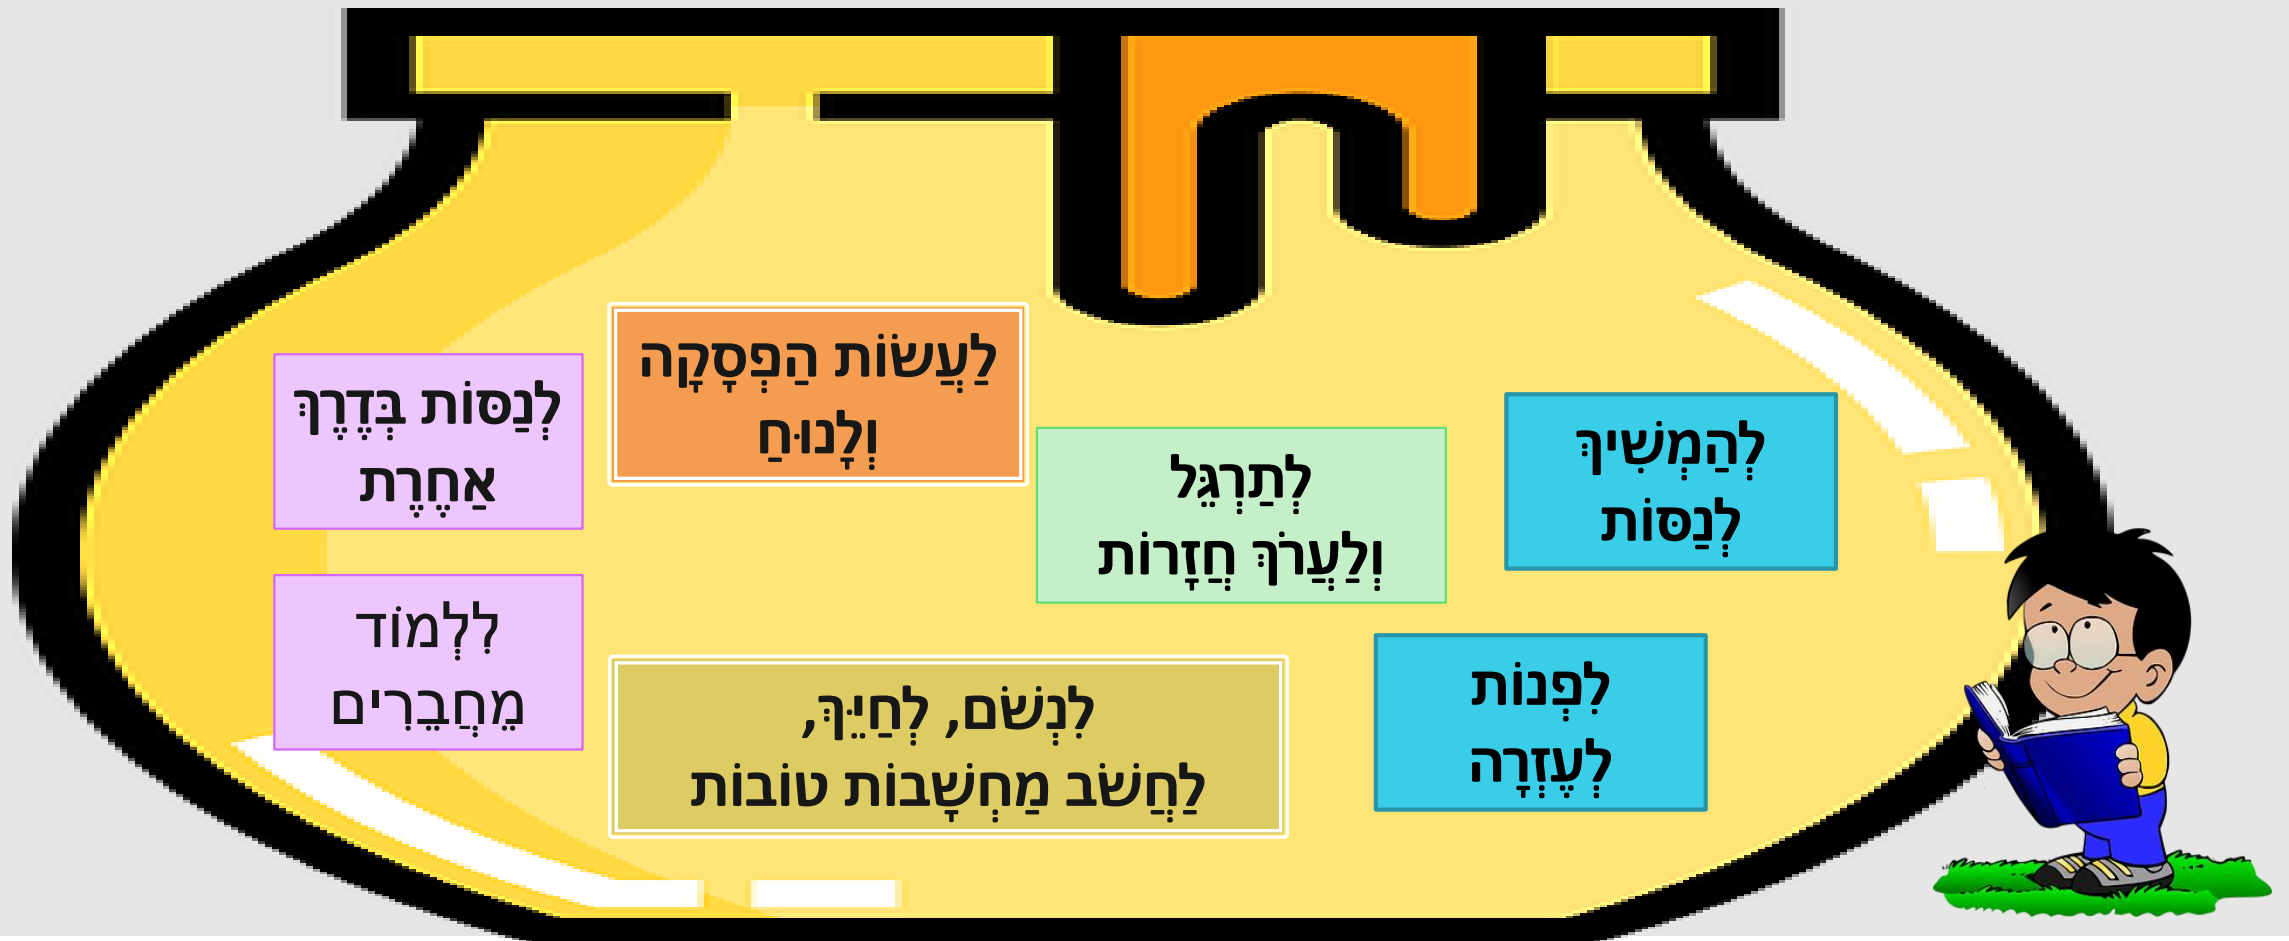 לַעֲשׂוֹת הַפְסָקָה
וְלָנוּחַ
לְהַמְשִׁיךְ
לְנַסּוֹת
לְתַרְגֵּל
וְלַעֲרֹךְ חֲזָרוֹת
לְנַסּוֹת בְּדֶרֶךְ
אַחֶרֶת
לִפְנוֹת
לְעֶזְרָה
לִנְשֹׁם, לְחַיֵּךְ,
לַחֲשֹׁב מַחְשָׁבוֹת טוֹבוֹת
לִלְמוֹד
מֵחֲבֵרִים